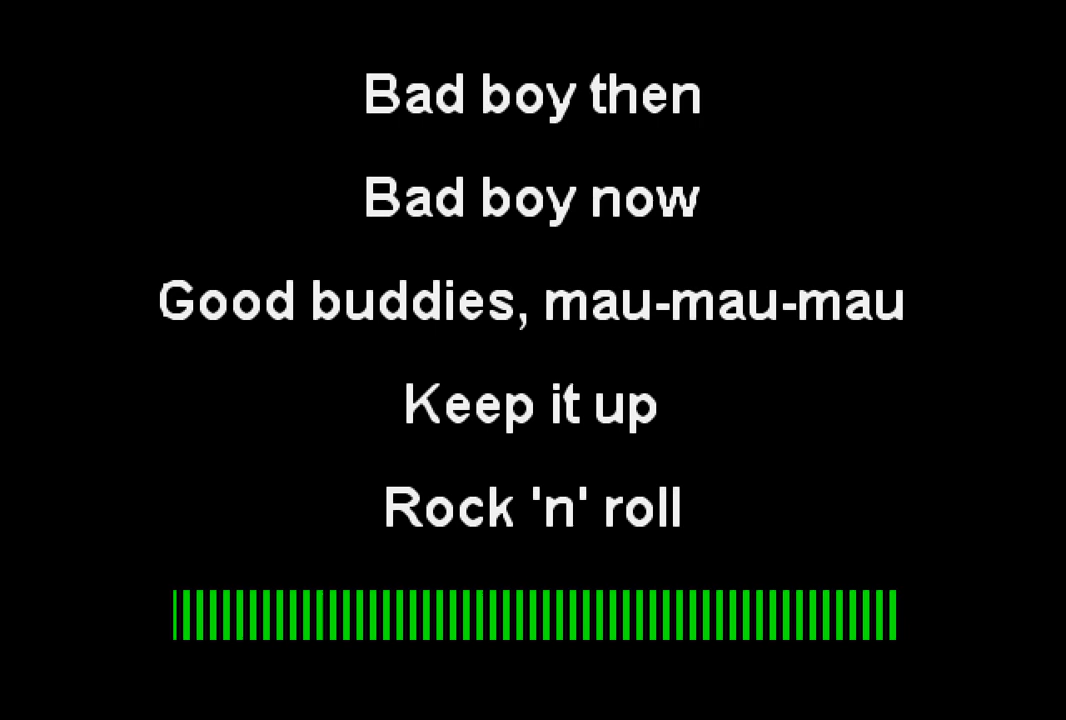 Bad boy then
Bad boy now
Good buddies, mau-mau-mau
Keep it up
Rock 'n' roll